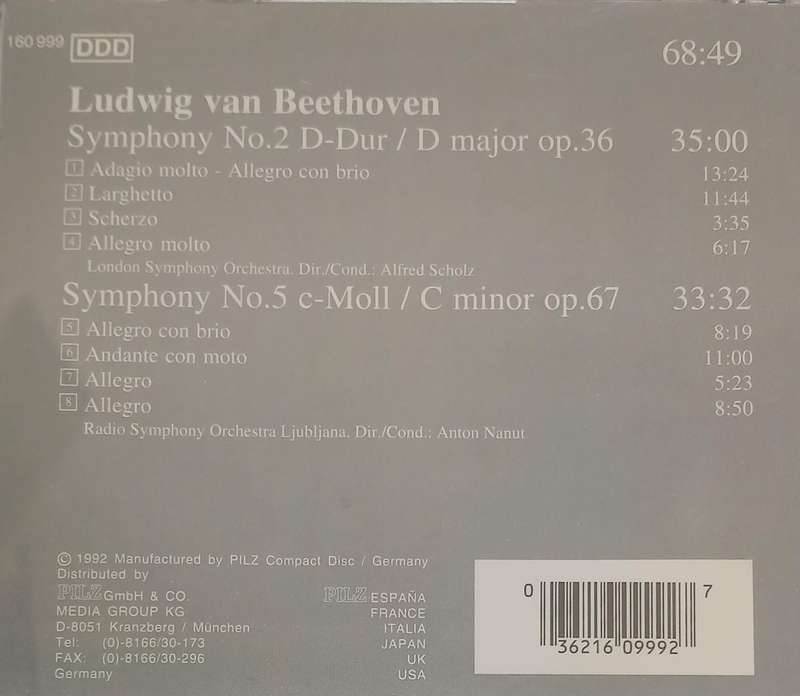 160 999 DDD 68:49
Ludwig van Beethoven
Symphony No.2 D-Dur / D major op.36 35:00
1 Adagio molto - Allegro con brio 13:24
2 Larghetto 11:44
3 Scherzo 3:35
4 Allegro molto 6:17
London Symphony Orchestra. Dir./Cond.: Alfred Scholz
Symphony No.5 c-Moll / C minor op.67 33:32
5 Allegro con brio 8:19
6 Andante con moto 11:00
7 Allegro 5:23
8 Allegro 8:50
Radio Symphony Orchestra Ljubljana. Dir./Cond.: Anton Nanut
© 1992 Manufactured by PILZ Compact Disc / Germany
Distributed by
PILZ GmbH & CO.
MEDIA GROUP KG
D-8051 Kranzberg / München
Tel: (0)-8166/30-173
FAX: (0)-8166/30-296
Germany
PILZ ESPAÑA
FRANCE
ITALIA
JAPAN
UK
USA
0 36216 09992 7